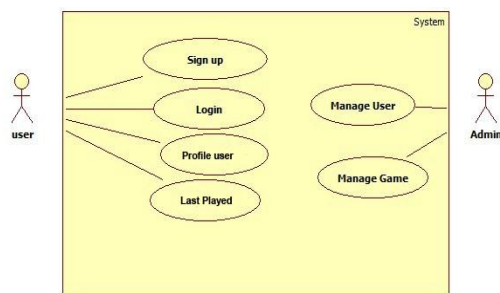 System
Sign up
Login
Manage User
user
Admin
Profile user
Manage Game
Last Played